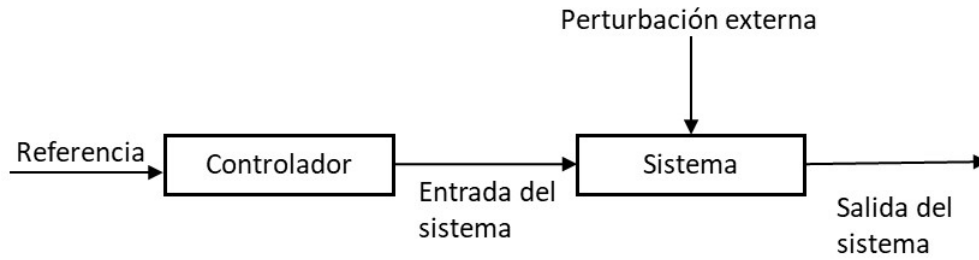 Perturbación externa
Referencia
Controlador
Sistema
Entrada del
sistema
Salida del
sistema